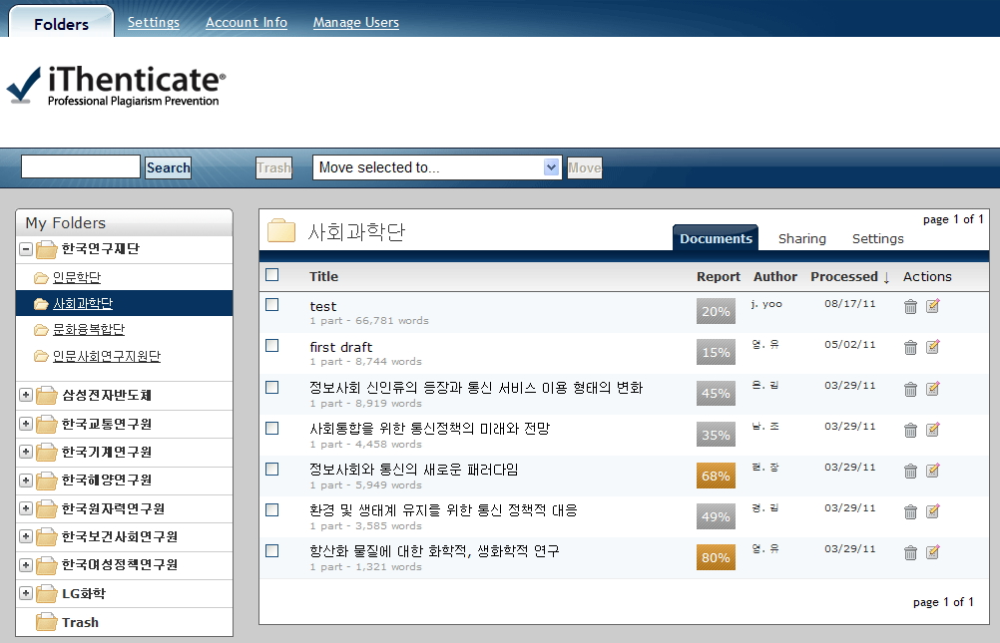 Folders Settings Account Info Manage Users
iThenticate®
Professional Plagiarism Prevention
Search Trash Move selected to... Move
My Folders
한국연구재단
인문학단
사회과학단
문화융복합단
인문사회연구지원단
삼성전자반도체
한국교통연구원
한국기계연구원
한국해양연구원
한국원자력연구원
한국보건사회연구원
한국여성정책연구원
LG화학
Trash
page 1 of 1
사회과학단
Documents Sharing Settings
Title Report Author Processed ↓ Actions
test 20% j. yoo 08/17/11
1 part - 66,781 words
first draft 15% 열. 유 05/02/11
1 part - 8,744 words
정보사회 신인류의 등장과 통신 서비스 이용 형태의 변화 45% 김 03/29/11
1 part - 8,919 words
사회통합을 위한 통신정책의 미래와 전망 35% 조 03/29/11
1 part - 4,458 words
정보사회와 통신의 새로운 패러다임 68% 장 03/29/11
1 part - 5,949 words
환경 및 생태계 유지를 위한 통신 정책적 대응 49% 김 03/29/11
1 part - 3,585 words
항산화 물질에 대한 화학적, 생화학적 연구 80% 열. 유 03/29/11
1 part - 1,321 words
page 1 of 1